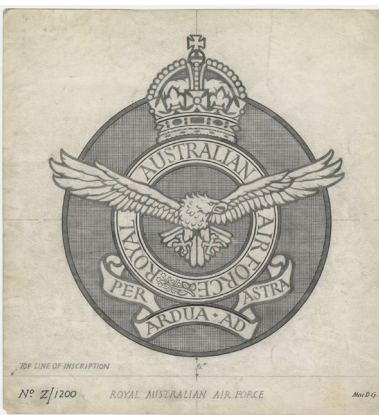 ROYAL AUSTRALIAN AIR FORCE
PER ARDUA · AD ASTRA
TOP LINE OF INSCRIPTION
Nº Z/1200
ROYAL AUSTRALIAN AIR FORCE
MacD.G.